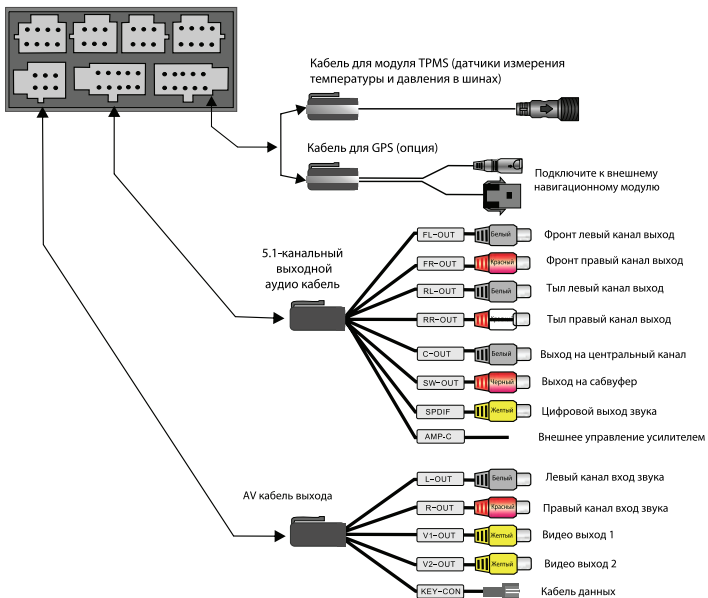 Кабель для модуля TPMS (датчики измерения
температуры и давления в шинах)
Кабель для GPS (опция)
Подключите к внешнему
навигационному модулю
5.1-канальный
выходной
аудио кабель
FL-OUT Белый Фронт левый канал выход
FR-OUT Красный Фронт правый канал выход
RL-OUT Белый Тыл левый канал выход
RR-OUT Тыл правый канал выход
C-OUT Белый Выход на центральный канал
SW-OUT Черный Выход на сабвуфер
SPDIF Желтый Цифровой выход звука
AMP-C Внешнее управление усилителем
AV кабель выхода
L-OUT Белый Левый канал вход звука
R-OUT Красный Правый канал вход звука
V1-OUT Желтый Видео выход 1
V2-OUT Желтый Видео выход 2
KEY-CON Кабель данных